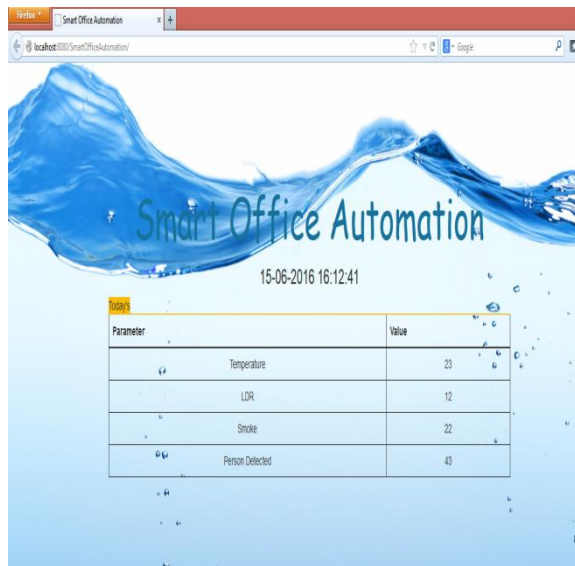 Firefox
Smart Office Automation
x
+
localhost:8080/SmartOfficeAutomation/
Google
Smart Office Automation
15-06-2016 16:12:41
Today's
Parameter Value
Temperature 23
LDR 12
Smoke 22
Person Detected 43